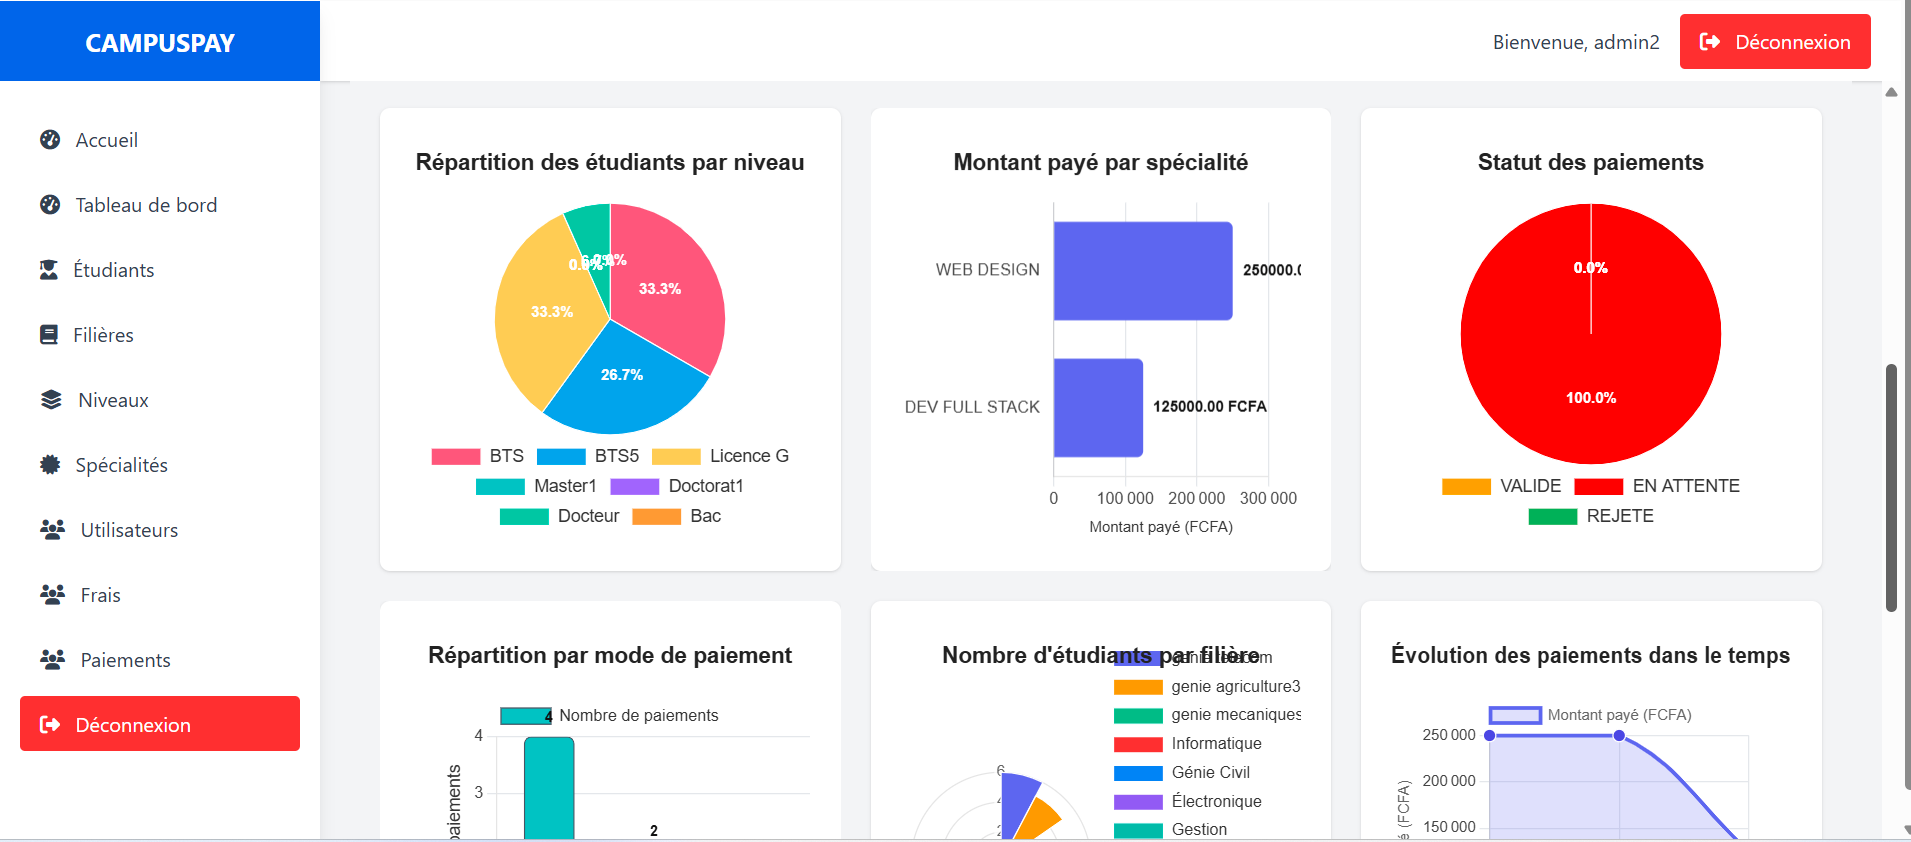 CAMPUSPAY
Bienvenue, admin2
Déconnexion
Accueil
Tableau de bord
Étudiants
Filières
Niveaux
Spécialités
Utilisateurs
Frais
Paiements
Déconnexion
Répartition des étudiants par niveau
0.0%
33.3%
33.3%
26.7%
BTS BTS5 Licence G
Master1 Doctorat1
Docteur Bac
Montant payé par spécialité
WEB DESIGN
250000.0
DEV FULL STACK
125000.00 FCFA
0 100 000 200 000 300 000
Montant payé (FCFA)
Statut des paiements
0.0%
100.0%
VALIDE EN ATTENTE
REJETE
Répartition par mode de paiement
4 Nombre de paiements
4
3
2
paiements
Nombre d'étudiants par filière
genie telecom
genie agriculture3
genie mecaniques
Informatique
Génie Civil
Électronique
Gestion
6
4
2
Évolution des paiements dans le temps
Montant payé (FCFA)
250 000
200 000
150 000
é (FCFA)